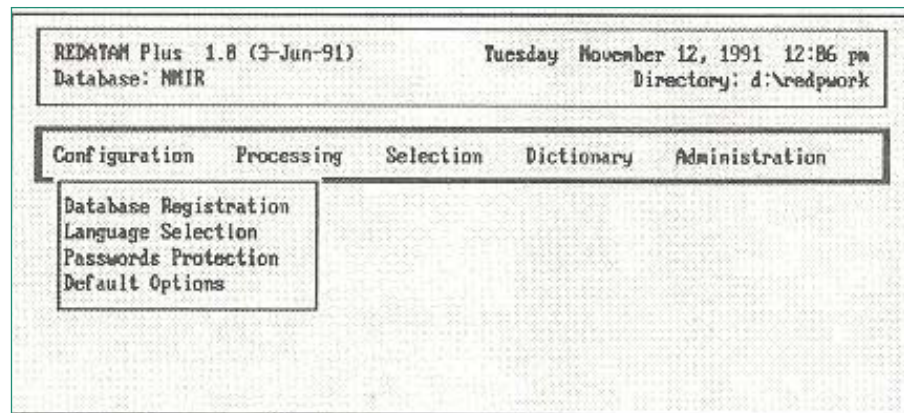 REDATAM Plus 1.0 (3-Jun-91) Tuesday November 12, 1991 12:06 pm
Database: NMIR Directory: d:\redpwork
Configuration Processing Selection Dictionary Administration
Database Registration
Language Selection
Passwords Protection
Default Options